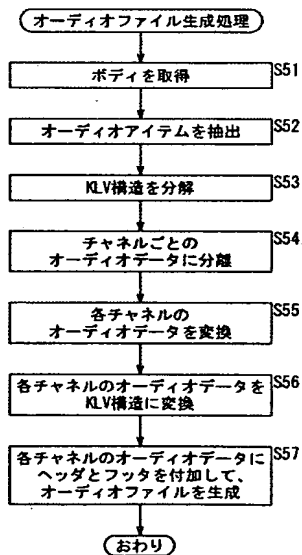 オーディオファイル生成処理
ボディを取得
S51
オーディオアイテムを抽出
S52
KLV構造を分解
S53
チャネルごとの
オーディオデータに分離
S54
各チャネルの
オーディオデータを変換
S55
各チャネルのオーディオデータを
KLV構造に変換
S56
各チャネルのオーディオデータに
ヘッダとフッタを付加して、
オーディオファイルを生成
S57
おわり